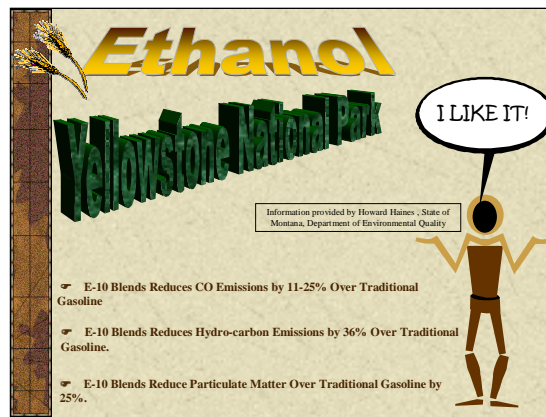 Ethanol
Yellowstone National Park
I LIKE IT!
Information provided by Howard Haines , State of
Montana, Department of Environmental Quality
☞ E-10 Blends Reduces CO Emissions by 11-25% Over Traditional
Gasoline
☞ E-10 Blends Reduces Hydro-carbon Emissions by 36% Over Traditional
Gasoline.
☞ E-10 Blends Reduce Particulate Matter Over Traditional Gasoline by
25%.